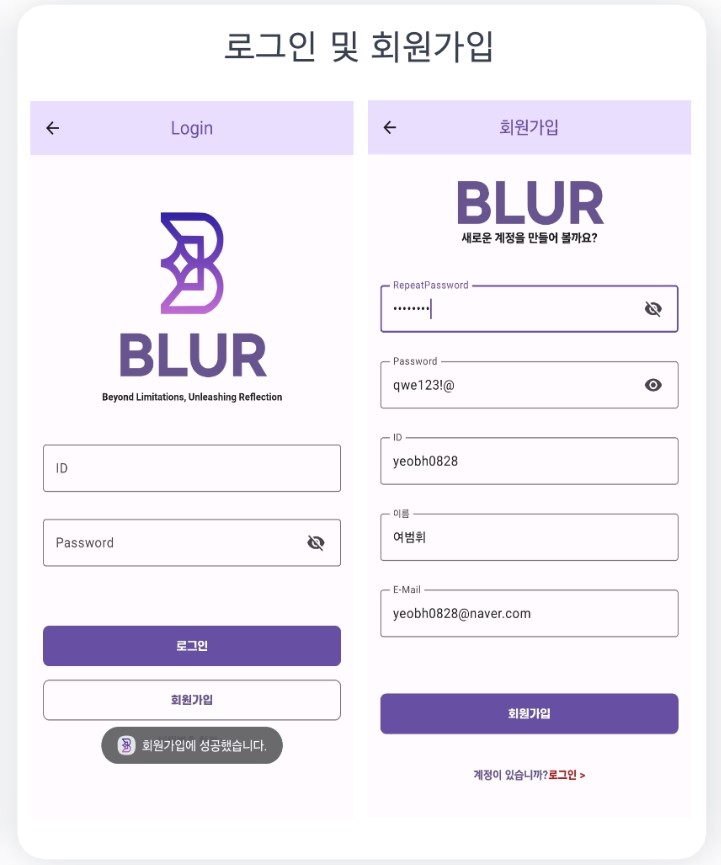 로그인 및 회원가입
Login
BLUR
Beyond Limitations, Unleashing Reflection
ID
Password
로그인
회원가입
회원가입에 성공했습니다.
회원가입
BLUR
새로운 계정을 만들어 볼까요?
RepeatPassword
••••••••
Password
qwe123!@
ID
yeobh0828
이름
여범휘
E-Mail
yeobh0828@naver.com
회원가입
계정이 있습니까?로그인 >